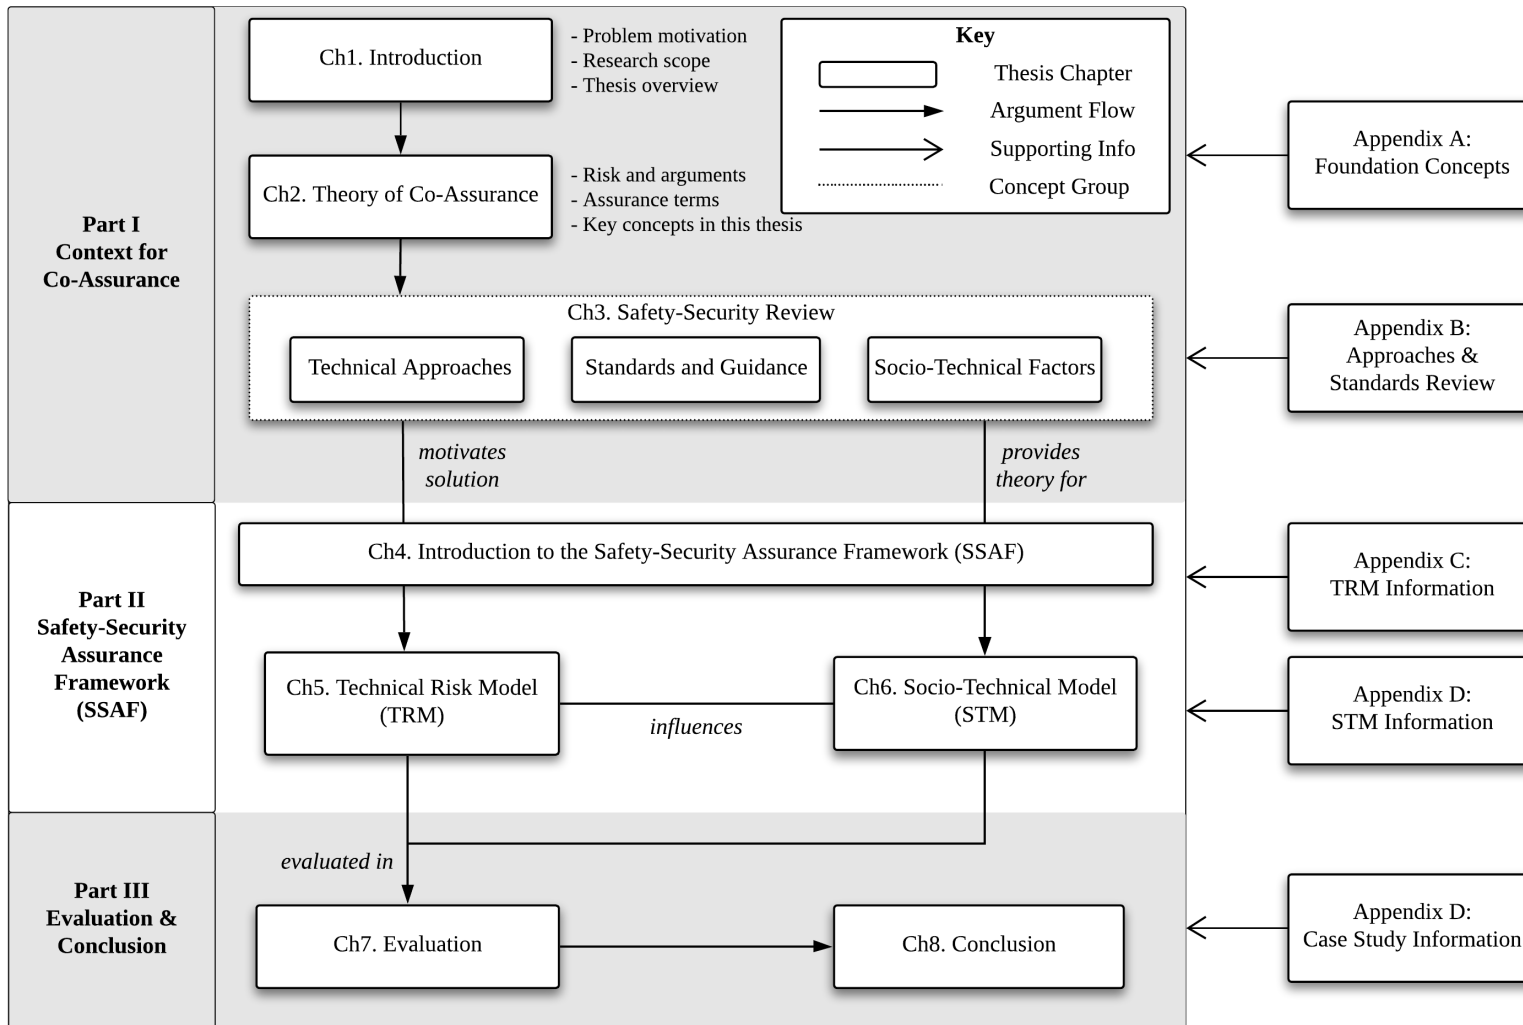 Part I
Context for
Co-Assurance
Ch1. Introduction
- Problem motivation
- Research scope
- Thesis overview
Key
Thesis Chapter
Argument Flow
Supporting Info
Concept Group
Ch2. Theory of Co-Assurance
- Risk and arguments
- Assurance terms
- Key concepts in this thesis
Ch3. Safety-Security Review
Technical Approaches
Standards and Guidance
Socio-Technical Factors
motivates
solution
provides
theory for
Appendix A:
Foundation Concepts
Appendix B:
Approaches &
Standards Review
Part II
Safety-Security
Assurance
Framework
(SSAF)
Ch4. Introduction to the Safety-Security Assurance Framework (SSAF)
Ch5. Technical Risk Model
(TRM)
influences
Ch6. Socio-Technical Model
(STM)
Appendix C:
TRM Information
Appendix D:
STM Information
Part III
Evaluation &
Conclusion
evaluated in
Ch7. Evaluation
Ch8. Conclusion
Appendix D:
Case Study Information